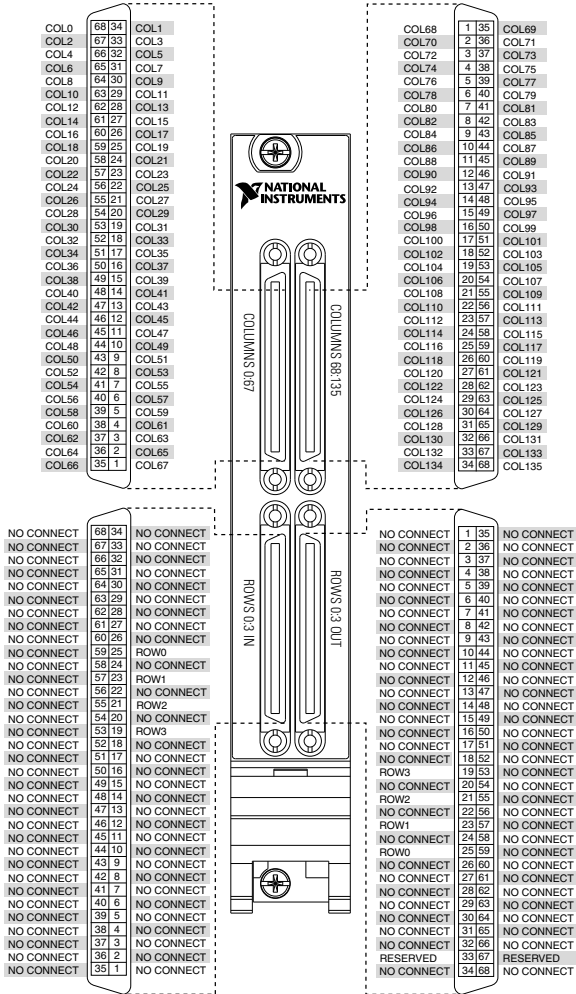 COL0 68 34 COL1
COL2 67 33 COL3
COL4 66 32 COL5
COL6 65 31 COL7
COL8 64 30 COL9
COL10 63 29 COL11
COL12 62 28 COL13
COL14 61 27 COL15
COL16 60 26 COL17
COL18 59 25 COL19
COL20 58 24 COL21
COL22 57 23 COL23
COL24 56 22 COL25
COL26 55 21 COL27
COL28 54 20 COL29
COL30 53 19 COL31
COL32 52 18 COL33
COL34 51 17 COL35
COL36 50 16 COL37
COL38 49 15 COL39
COL40 48 14 COL41
COL42 47 13 COL43
COL44 46 12 COL45
COL46 45 11 COL47
COL48 44 10 COL49
COL50 43 9 COL51
COL52 42 8 COL53
COL54 41 7 COL55
COL56 40 6 COL57
COL58 39 5 COL59
COL60 38 4 COL61
COL62 37 3 COL63
COL64 36 2 COL65
COL66 35 1 COL67
NATIONAL
INSTRUMENTS
COLUMNS 0:67
COLUMNS 68:135
ROWS 0:3 IN
ROWS 0:3 OUT
COL68 1 35 COL69
COL70 2 36 COL71
COL72 3 37 COL73
COL74 4 38 COL75
COL76 5 39 COL77
COL78 6 40 COL79
COL80 7 41 COL81
COL82 8 42 COL83
COL84 9 43 COL85
COL86 10 44 COL87
COL88 11 45 COL89
COL90 12 46 COL91
COL92 13 47 COL93
COL94 14 48 COL95
COL96 15 49 COL97
COL98 16 50 COL99
COL100 17 51 COL101
COL102 18 52 COL103
COL104 19 53 COL105
COL106 20 54 COL107
COL108 21 55 COL109
COL110 22 56 COL111
COL112 23 57 COL113
COL114 24 58 COL115
COL116 25 59 COL117
COL118 26 60 COL119
COL120 27 61 COL121
COL122 28 62 COL123
COL124 29 63 COL125
COL126 30 64 COL127
COL128 31 65 COL129
COL130 32 66 COL131
COL132 33 67 COL133
COL134 34 68 COL135
NO CONNECT 68 34 NO CONNECT
NO CONNECT 67 33 NO CONNECT
NO CONNECT 66 32 NO CONNECT
NO CONNECT 65 31 NO CONNECT
NO CONNECT 64 30 NO CONNECT
NO CONNECT 63 29 NO CONNECT
NO CONNECT 62 28 NO CONNECT
NO CONNECT 61 27 NO CONNECT
NO CONNECT 60 26 NO CONNECT
NO CONNECT 59 25 ROW0
NO CONNECT 58 24 NO CONNECT
NO CONNECT 57 23 ROW1
NO CONNECT 56 22 NO CONNECT
NO CONNECT 55 21 ROW2
NO CONNECT 54 20 NO CONNECT
NO CONNECT 53 19 ROW3
NO CONNECT 52 18 NO CONNECT
NO CONNECT 51 17 NO CONNECT
NO CONNECT 50 16 NO CONNECT
NO CONNECT 49 15 NO CONNECT
NO CONNECT 48 14 NO CONNECT
NO CONNECT 47 13 NO CONNECT
NO CONNECT 46 12 NO CONNECT
NO CONNECT 45 11 NO CONNECT
NO CONNECT 44 10 NO CONNECT
NO CONNECT 43 9 NO CONNECT
NO CONNECT 42 8 NO CONNECT
NO CONNECT 41 7 NO CONNECT
NO CONNECT 40 6 NO CONNECT
NO CONNECT 39 5 NO CONNECT
NO CONNECT 38 4 NO CONNECT
NO CONNECT 37 3 NO CONNECT
NO CONNECT 36 2 NO CONNECT
NO CONNECT 35 1 NO CONNECT
NO CONNECT 1 35 NO CONNECT
NO CONNECT 2 36 NO CONNECT
NO CONNECT 3 37 NO CONNECT
NO CONNECT 4 38 NO CONNECT
NO CONNECT 5 39 NO CONNECT
NO CONNECT 6 40 NO CONNECT
NO CONNECT 7 41 NO CONNECT
NO CONNECT 8 42 NO CONNECT
NO CONNECT 9 43 NO CONNECT
NO CONNECT 10 44 NO CONNECT
NO CONNECT 11 45 NO CONNECT
NO CONNECT 12 46 NO CONNECT
NO CONNECT 13 47 NO CONNECT
NO CONNECT 14 48 NO CONNECT
NO CONNECT 15 49 NO CONNECT
NO CONNECT 16 50 NO CONNECT
NO CONNECT 17 51 NO CONNECT
NO CONNECT 18 52 NO CONNECT
ROW3 19 53 NO CONNECT
NO CONNECT 20 54 NO CONNECT
ROW2 21 55 NO CONNECT
NO CONNECT 22 56 NO CONNECT
ROW1 23 57 NO CONNECT
NO CONNECT 24 58 NO CONNECT
ROW0 25 59 NO CONNECT
NO CONNECT 26 60 NO CONNECT
NO CONNECT 27 61 NO CONNECT
NO CONNECT 28 62 NO CONNECT
NO CONNECT 29 63 NO CONNECT
NO CONNECT 30 64 NO CONNECT
NO CONNECT 31 65 NO CONNECT
NO CONNECT 32 66 NO CONNECT
RESERVED 33 67 RESERVED
NO CONNECT 34 68 NO CONNECT